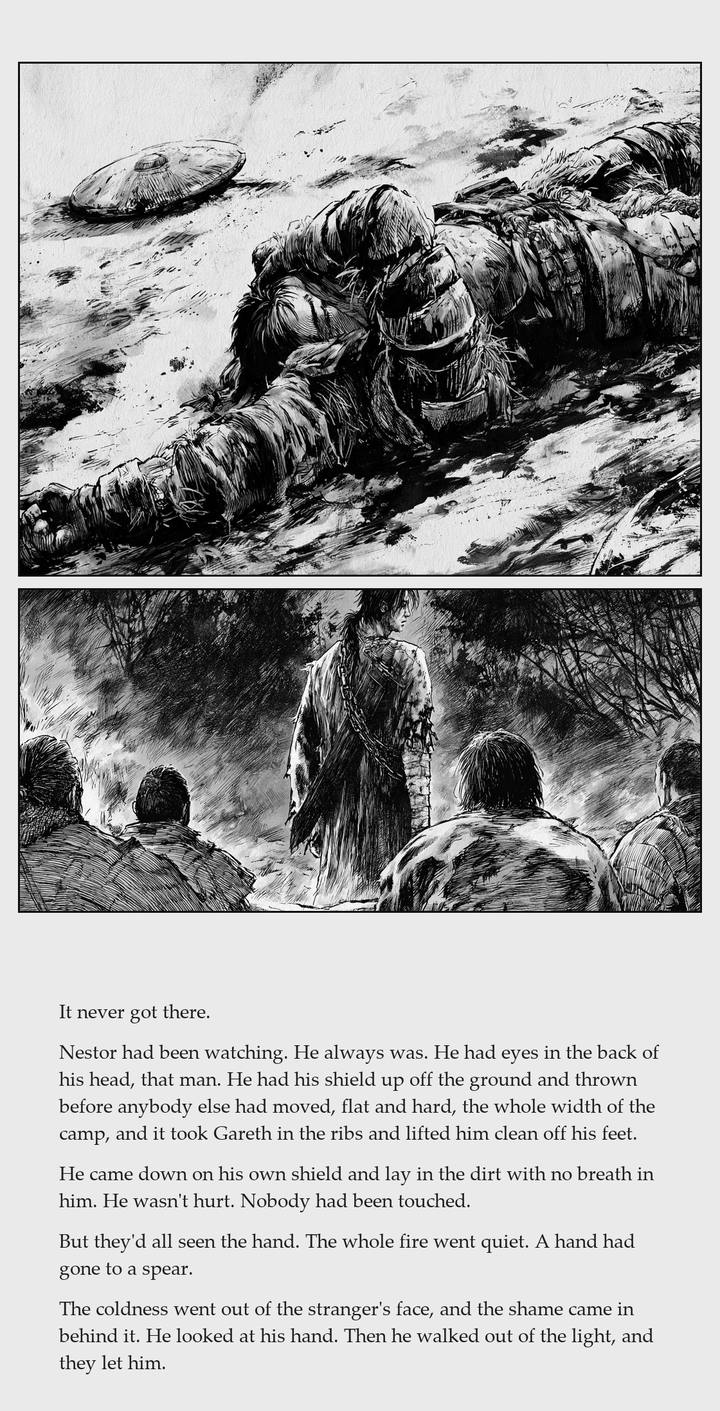 It never got there.
Nestor had been watching. He always was. He had eyes in the back of
his head, that man. He had his shield up off the ground and thrown
before anybody else had moved, flat and hard, the whole width of the
camp, and it took Gareth in the ribs and lifted him clean off his feet.
He came down on his own shield and lay in the dirt with no breath in
him. He wasn't hurt. Nobody had been touched.
But they'd all seen the hand. The whole fire went quiet. A hand had
gone to a spear.
The coldness went out of the stranger's face, and the shame came in
behind it. He looked at his hand. Then he walked out of the light, and
they let him.